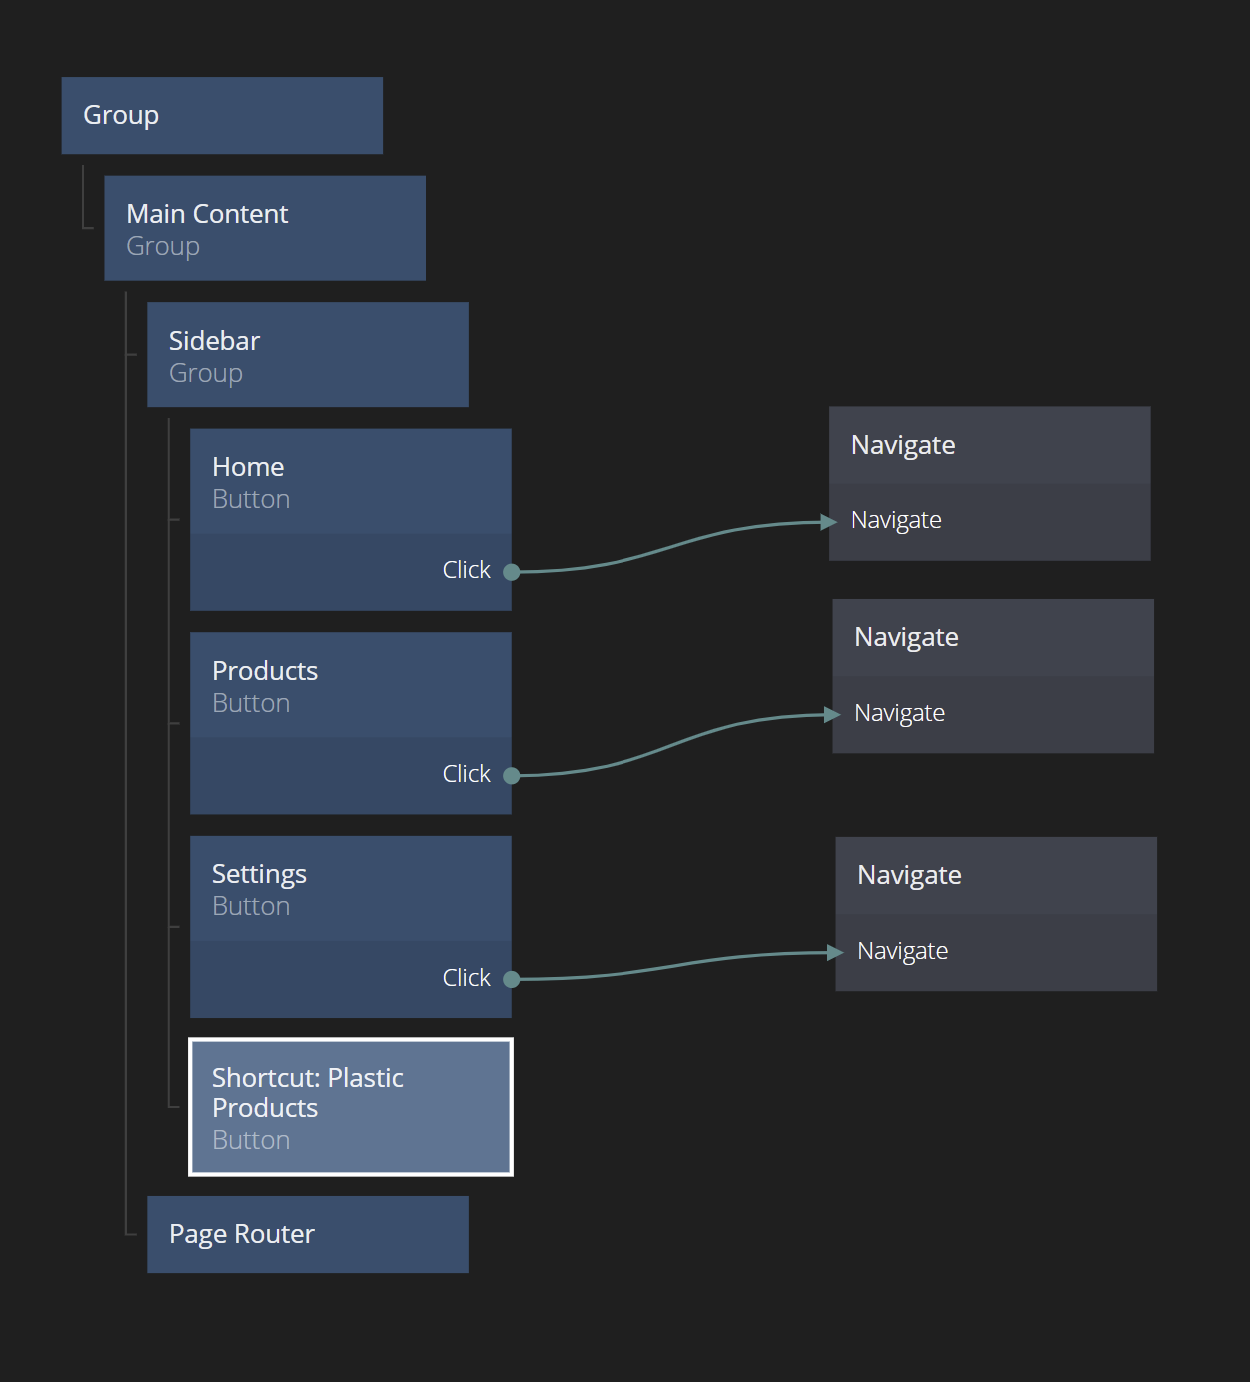 Group
Main Content
Group
Sidebar
Group
Home
Button
Click
Navigate
Navigate
Products
Button
Click
Navigate
Navigate
Settings
Button
Click
Navigate
Navigate
Shortcut: Plastic
Products
Button
Page Router